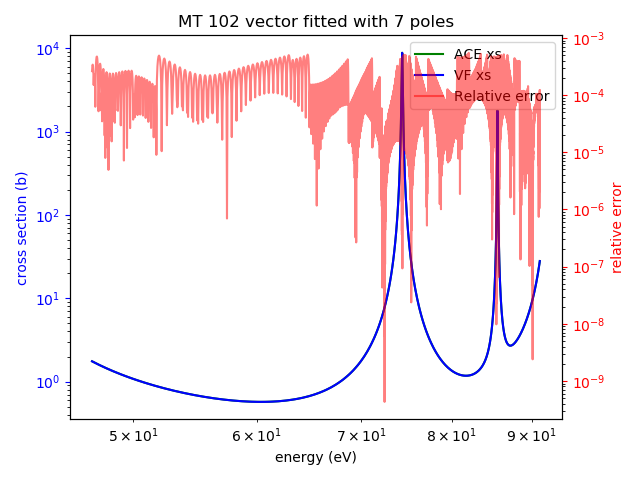 MT 102 vector fitted with 7 poles
ACE xs
VF xs
Relative error
cross section (b)
10⁴
10³
10²
10¹
10⁰
10⁻³
10⁻⁴
10⁻⁵
10⁻⁶
10⁻⁷
10⁻⁸
10⁻⁹
relative error
5 × 10¹ 6 × 10¹ 7 × 10¹ 8 × 10¹ 9 × 10¹
energy (eV)